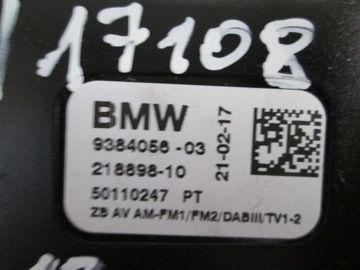 17108
BMW
9384056-03
218898-10
50110247 PT
ZB AV AM-FM1/FM2/DABIII/TV1-2
21-02-17